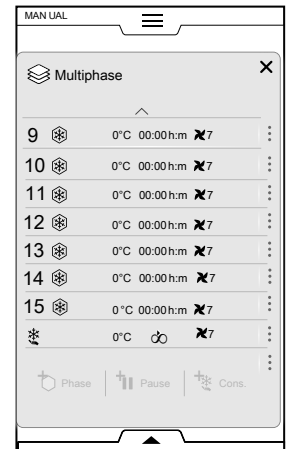 MANUAL
Multiphase
9 0°C 00:00 h:m 7
10 0°C 00:00 h:m 7
11 0°C 00:00 h:m 7
12 0°C 00:00 h:m 7
13 0°C 00:00 h:m 7
14 0°C 00:00 h:m 7
15 0°C 00:00 h:m 7
0°C 7
Phase Pause Cons.